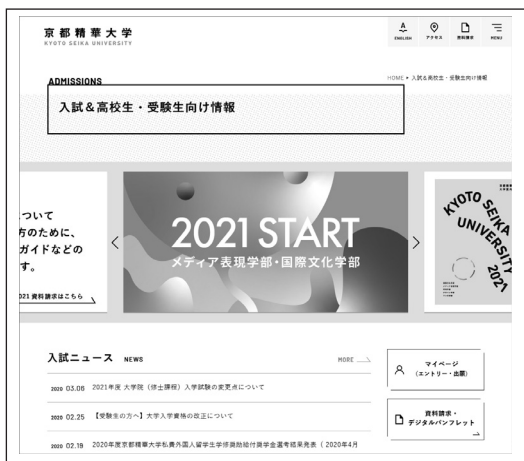 京都精華大学
KYOTO SEIKA UNIVERSITY
ENGLISH
アクセス
資料請求
MENU
HOME ▸ 入試&高校生・受験生向け情報
ADMISSIONS
入試&高校生・受験生向け情報
ついて
方のために、
ガイドなどの
す。
021 資料請求はこちら
2021 START
メディア表現学部・国際文化学部
KYOTO SEIKA UNIVERSITY 2021
入試ニュース NEWS
MORE
2020 03.06 2021年度 大学院(修士課程)入学試験の変更点について
2020 02.25 【受験生の方へ】大学入学資格の改正について
2020 02.19 2020年度京都精華大学私費外国人留学生学修奨励給付奨学金選考結果発表(2020年4月
マイページ
(エントリー・出願)
資料請求・
デジタルパンフレット